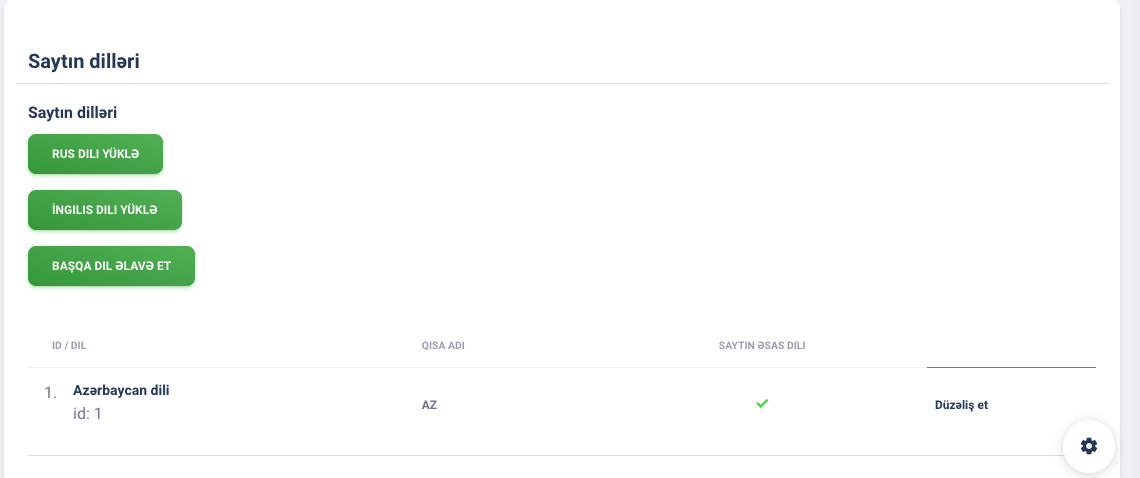 Saytın dilləri
Saytın dilləri
RUS DILI YÜKLƏ
İNGILIS DILI YÜKLƏ
BAŞQA DIL ƏLAVƏ ET
ID / DIL QISA ADI SAYTIN ƏSAS DILI
1. Azərbaycan dili AZ Düzəliş et
id: 1